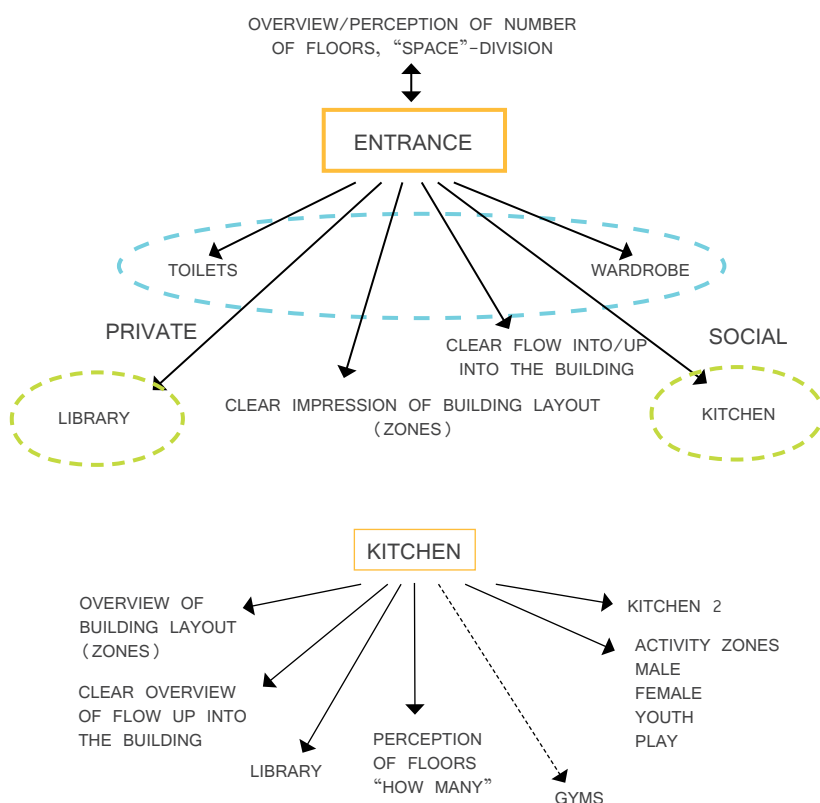 OVERVIEW/PERCEPTION OF NUMBER
OF FLOORS, “SPACE”-DIVISION
ENTRANCE
TOILETS
WARDROBE
PRIVATE
SOCIAL
CLEAR FLOW INTO/UP
INTO THE BUILDING
LIBRARY
CLEAR IMPRESSION OF BUILDING LAYOUT
(ZONES)
KITCHEN
KITCHEN
OVERVIEW OF
BUILDING LAYOUT
(ZONES)
KITCHEN 2
ACTIVITY ZONES
MALE
FEMALE
YOUTH
PLAY
CLEAR OVERVIEW
OF FLOW UP INTO
THE BUILDING
LIBRARY
PERCEPTION
OF FLOORS
“HOW MANY”
GYMS